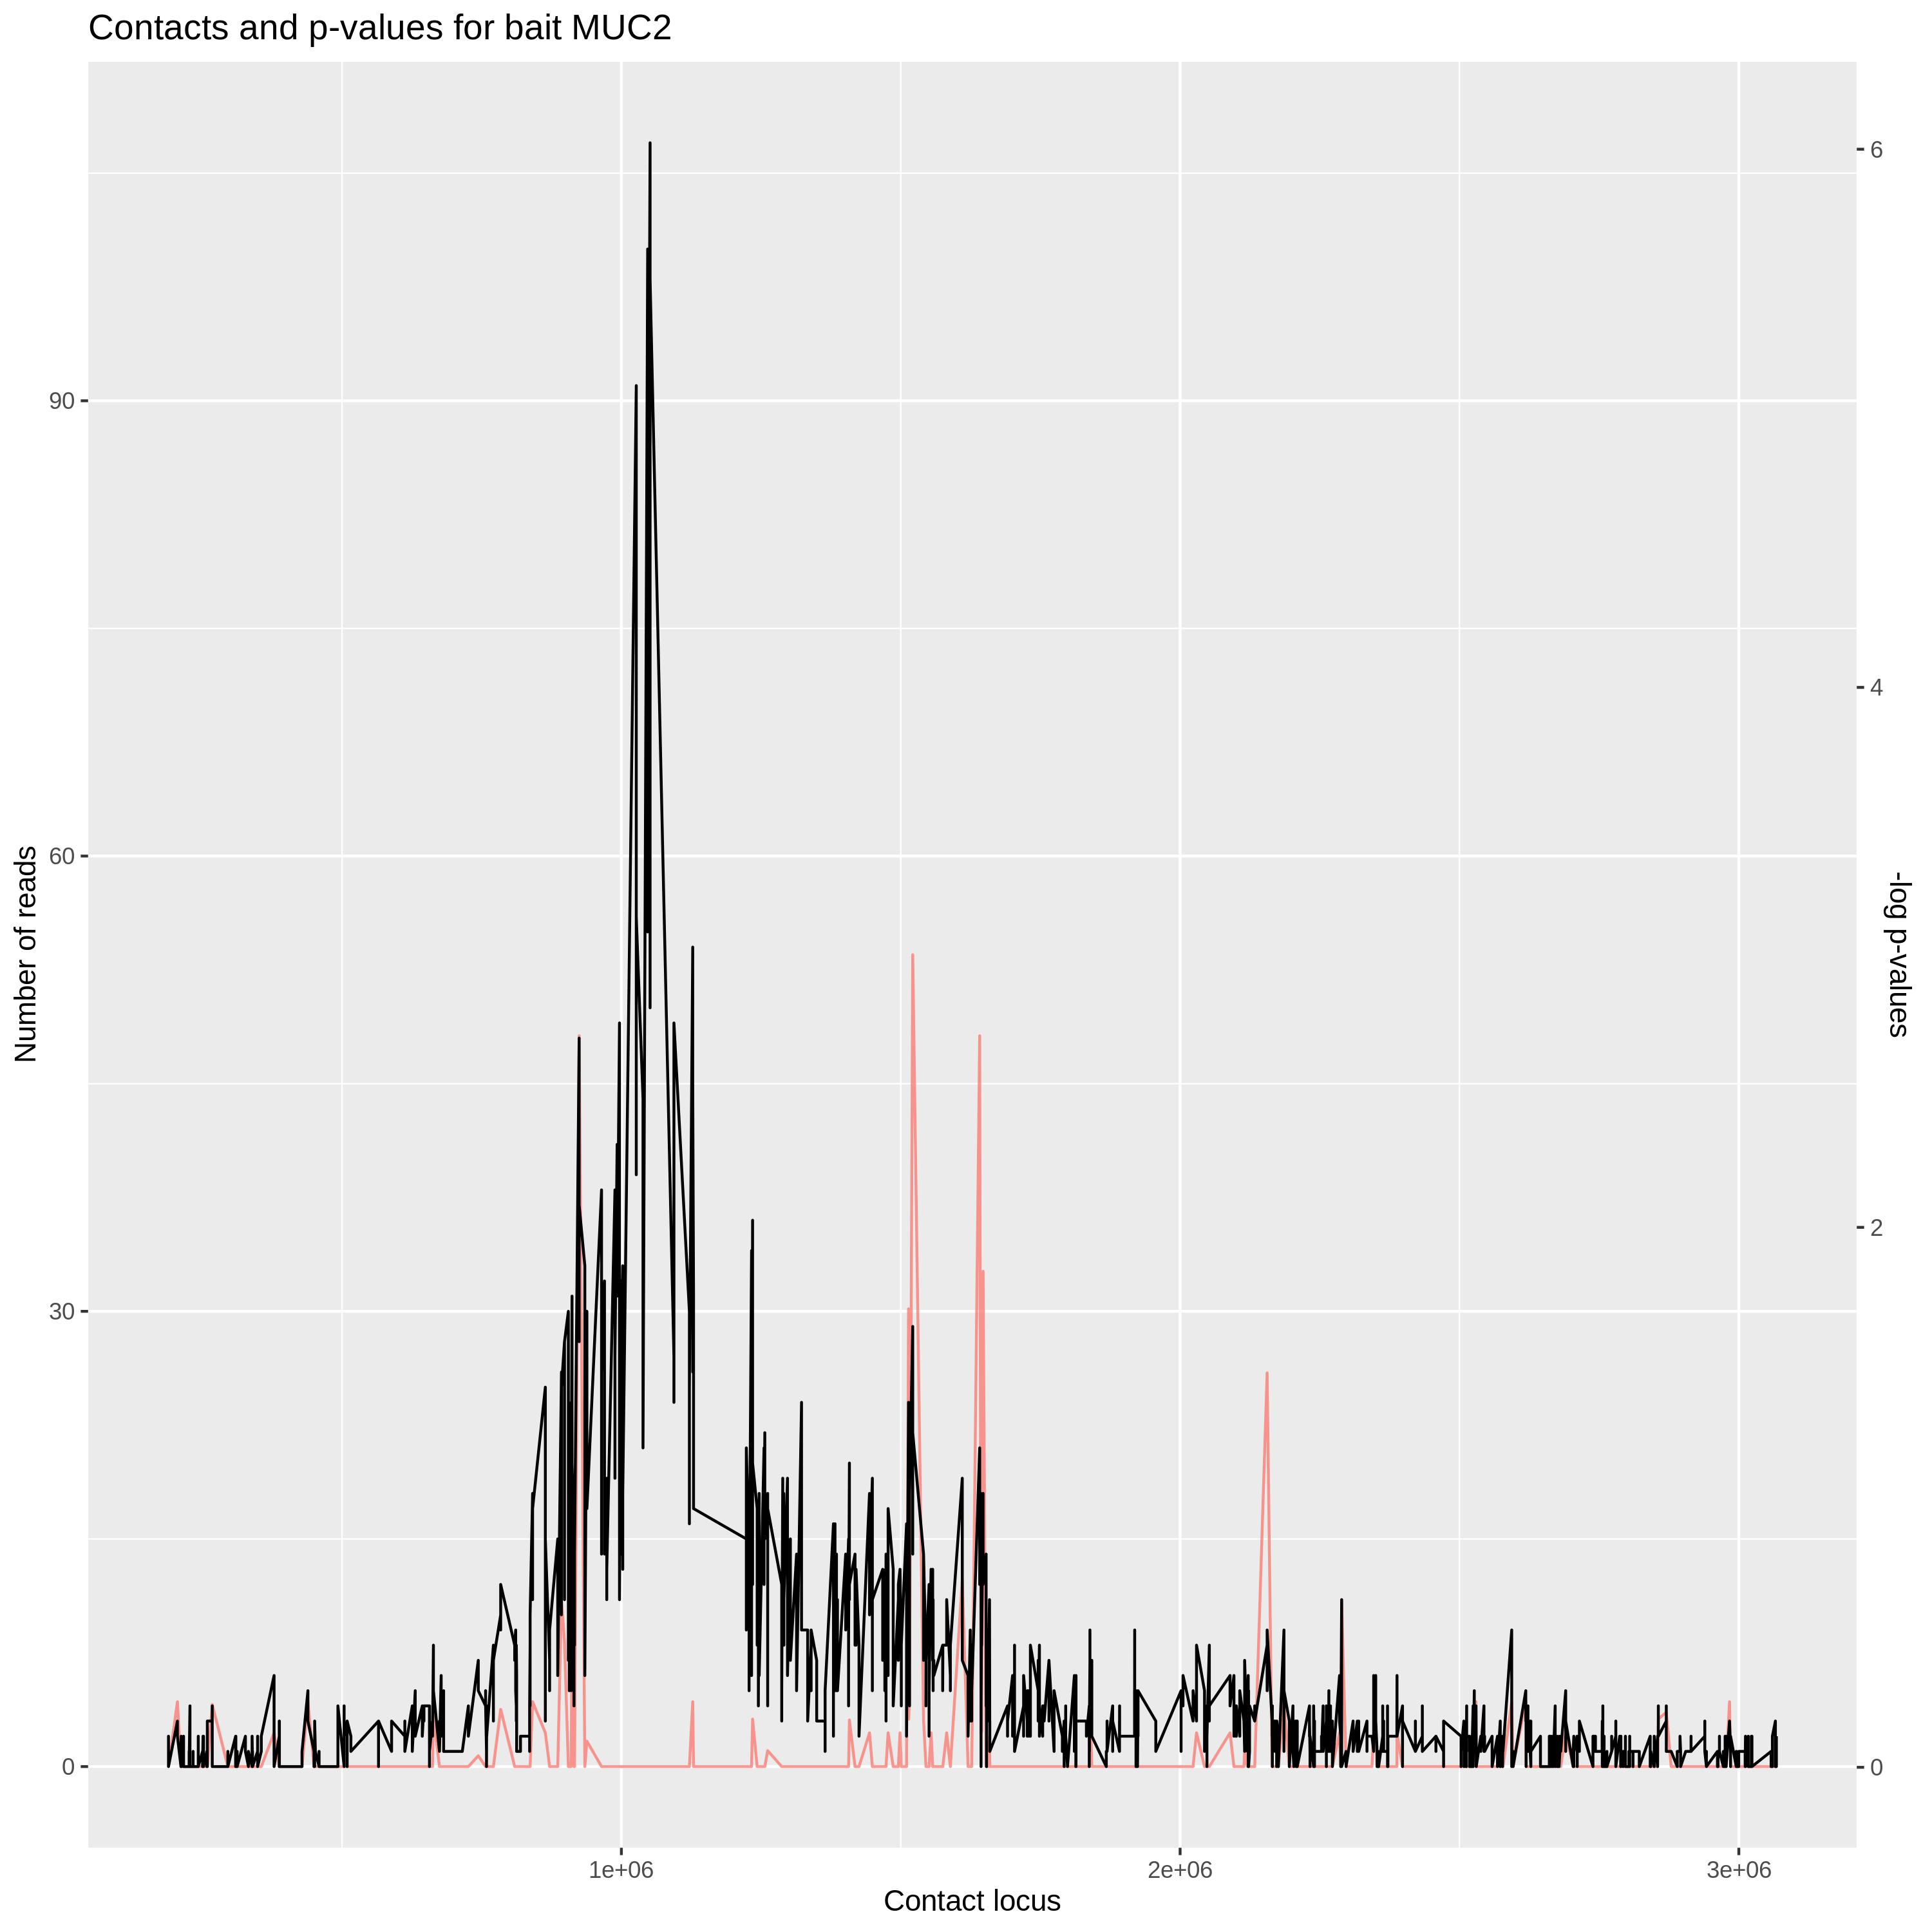 Contacts and p-values for bait MUC2
Number of reads
90
60
30
0
6
4
2
0
-log p-values
1e+06
2e+06
3e+06
Contact locus